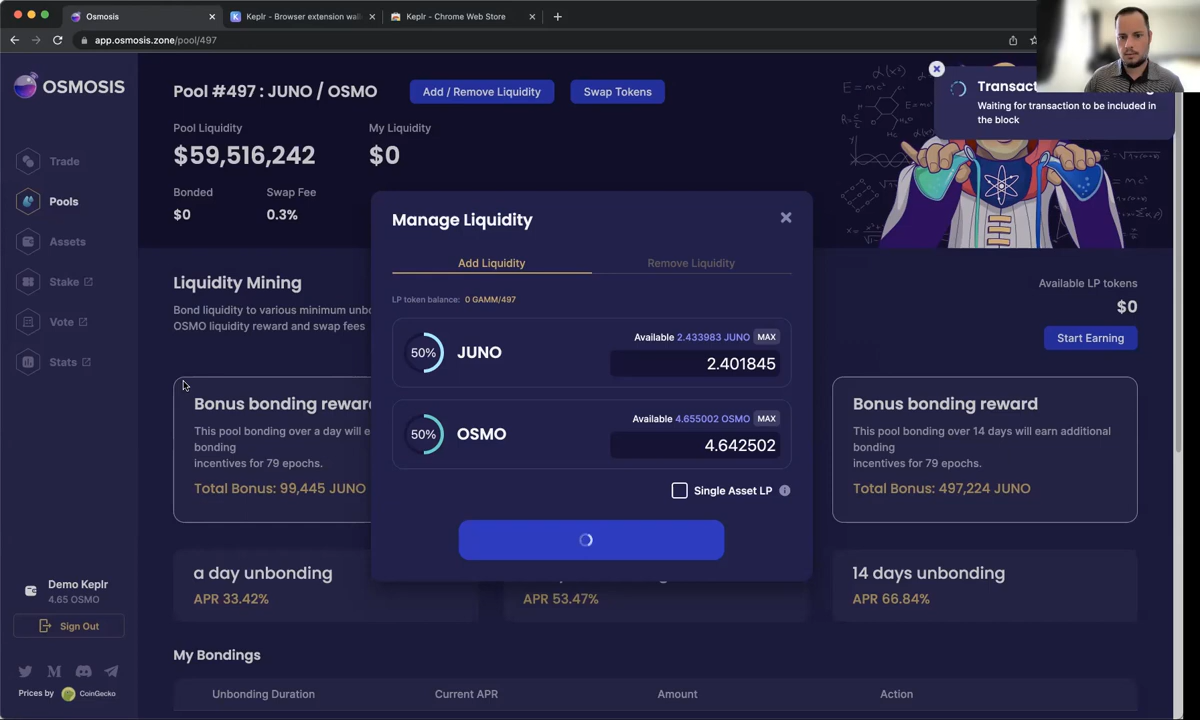 Osmosis
Keplr - Browser extension wal
Keplr - Chrome Web Store
app.osmosis.zone/pool/497
OSMOSIS
Trade
Pools
Assets
Stake
Vote
Stats
Demo Keplr
4.65 OSMO
Sign Out
Prices by CoinGecko
Pool #497 : JUNO / OSMO
Add / Remove Liquidity
Swap Tokens
Pool Liquidity
My Liquidity
$59,516,242
$0
Bonded
Swap Fee
$0
0.3%
Waiting for transaction to be included in
the block
Liquidity Mining
Bond liquidity to various minimum
OSMO liquidity reward and swap fees
Available LP tokens
$0
Start Earning
Manage Liquidity
Add Liquidity
Remove Liquidity
LP token balance: 0 GAMM/497
50%
JUNO
Available 2.433983 JUNO
MAX
2.401845
50%
OSMO
Available 4.655002 OSMO
MAX
4.642502
Single Asset LP
Bonus bonding
This pool bonding over a day will
bonding
incentives for 79 epochs.
Total Bonus: 99,445 JUNO
Bonus bonding reward
This pool bonding over 14 days will earn additional
bonding
incentives for 79 epochs.
Total Bonus: 497,224 JUNO
a day unbonding
APR 33.42%
APR 53.47%
14 days unbonding
APR 66.84%
My Bondings
Unbonding Duration
Current APR
Amount
Action